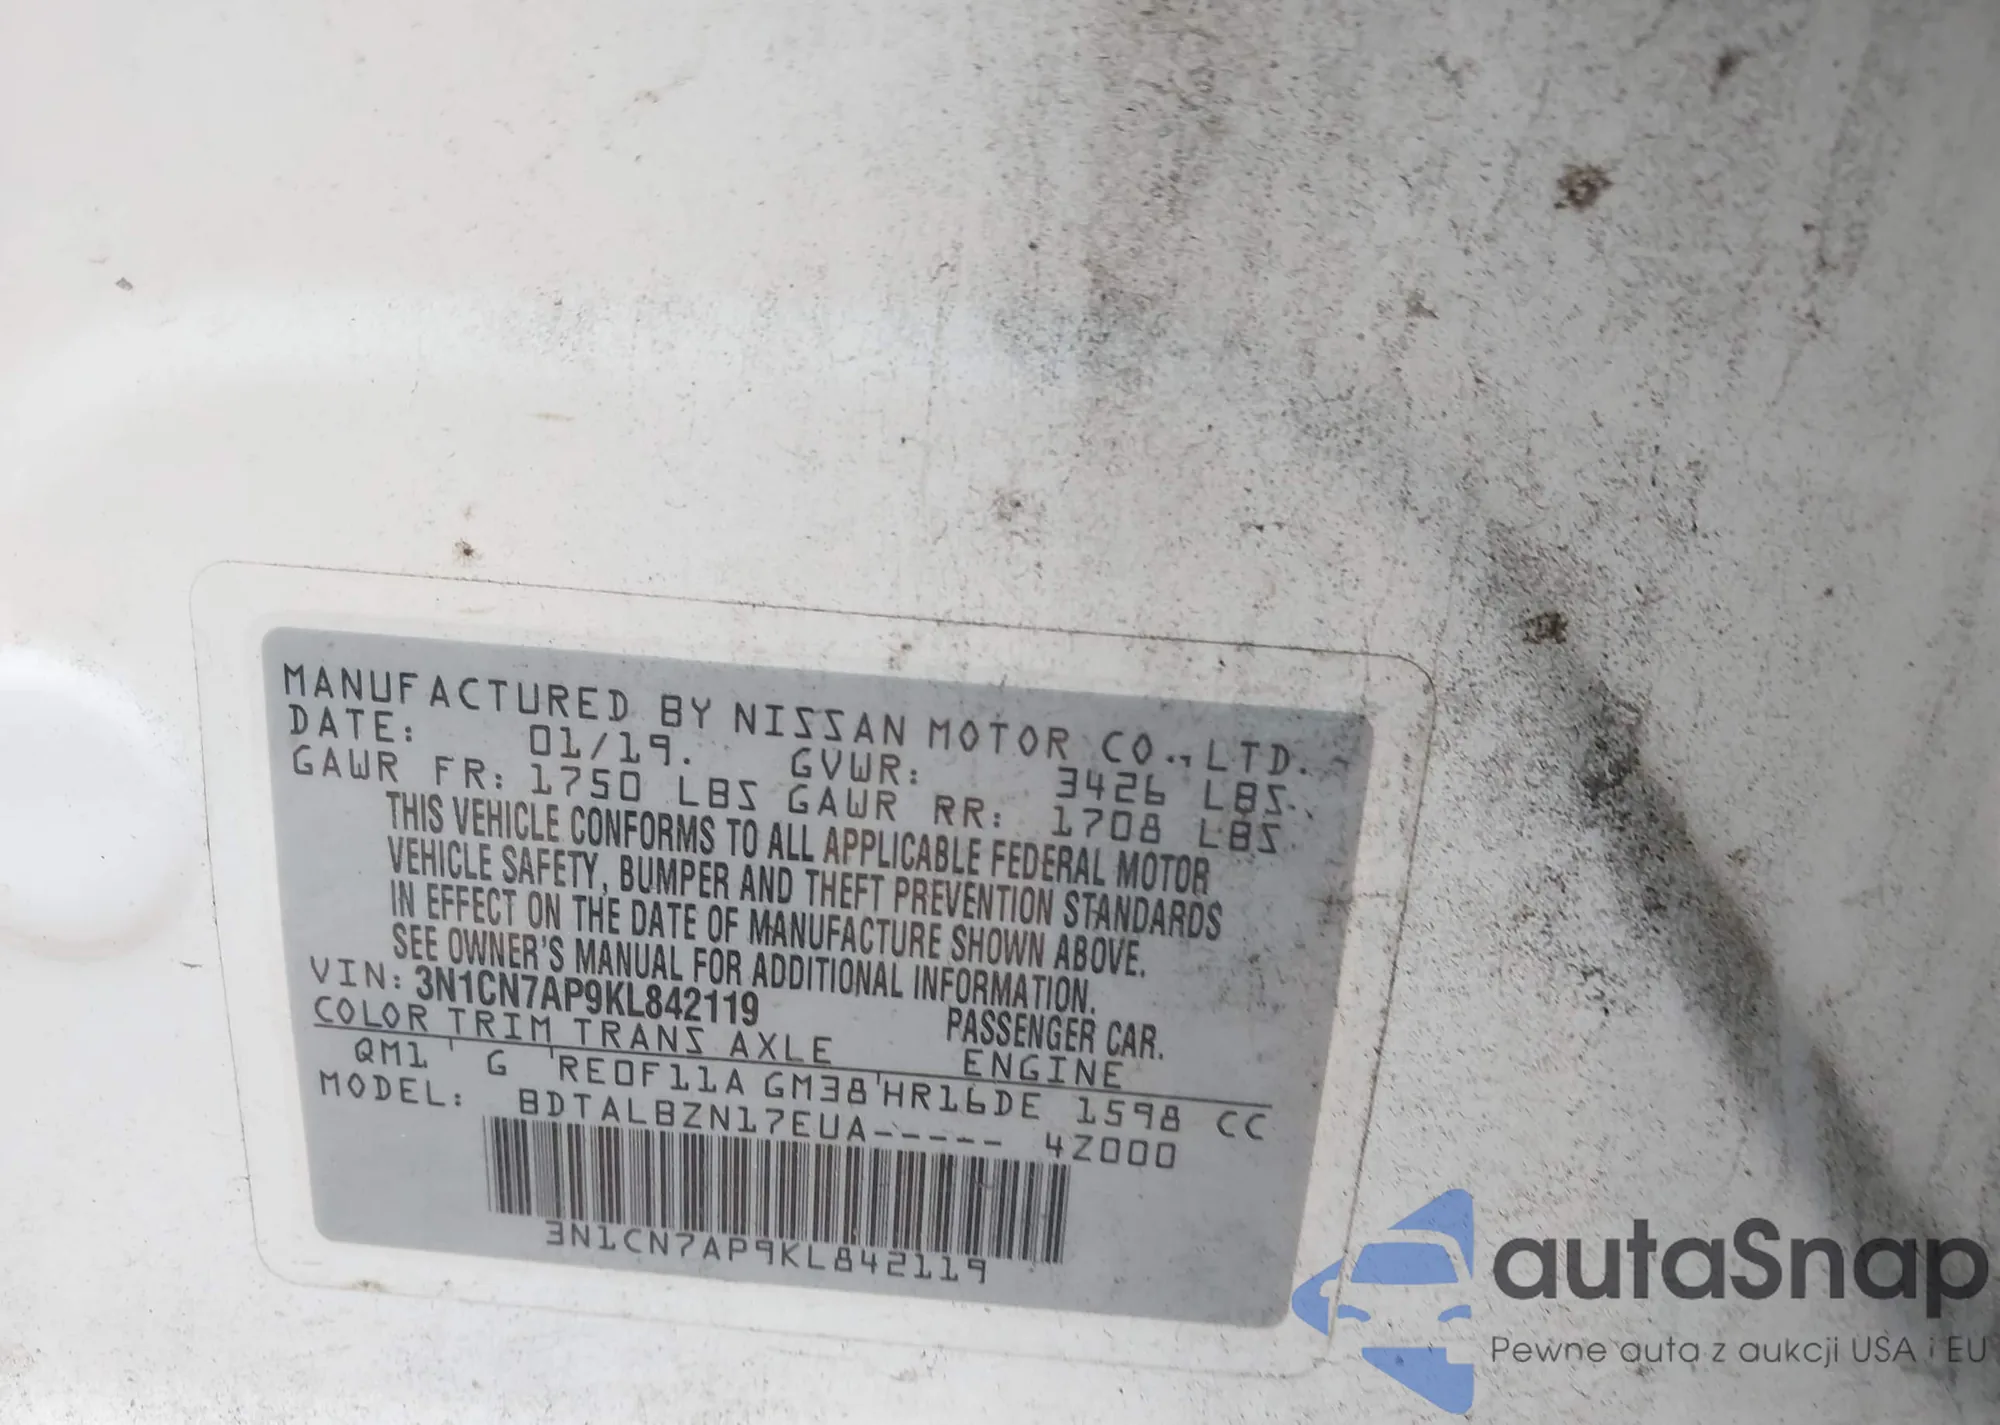 MANUFACTURED BY NISSAN MOTOR CO., LTD.
DATE: 01/19. GVWR: 3426 LBS.
GAWR FR: 1750 LBS GAWR RR: 1708 LBS
THIS VEHICLE CONFORMS TO ALL APPLICABLE FEDERAL MOTOR
VEHICLE SAFETY, BUMPER AND THEFT PREVENTION STANDARDS
IN EFFECT ON THE DATE OF MANUFACTURE SHOWN ABOVE.
SEE OWNER'S MANUAL FOR ADDITIONAL INFORMATION.
VIN: 3N1CN7AP9KL842119 PASSENGER CAR.
COLOR TRIM TRANS AXLE ENGINE
QM1 G RE0F11A GM38 HR16DE 1598 CC
MODEL: BDTALBZN17EUA----- 4Z000
3N1CN7AP9KL842119
autaSnap
Pewne auta z aukcji USA i EU